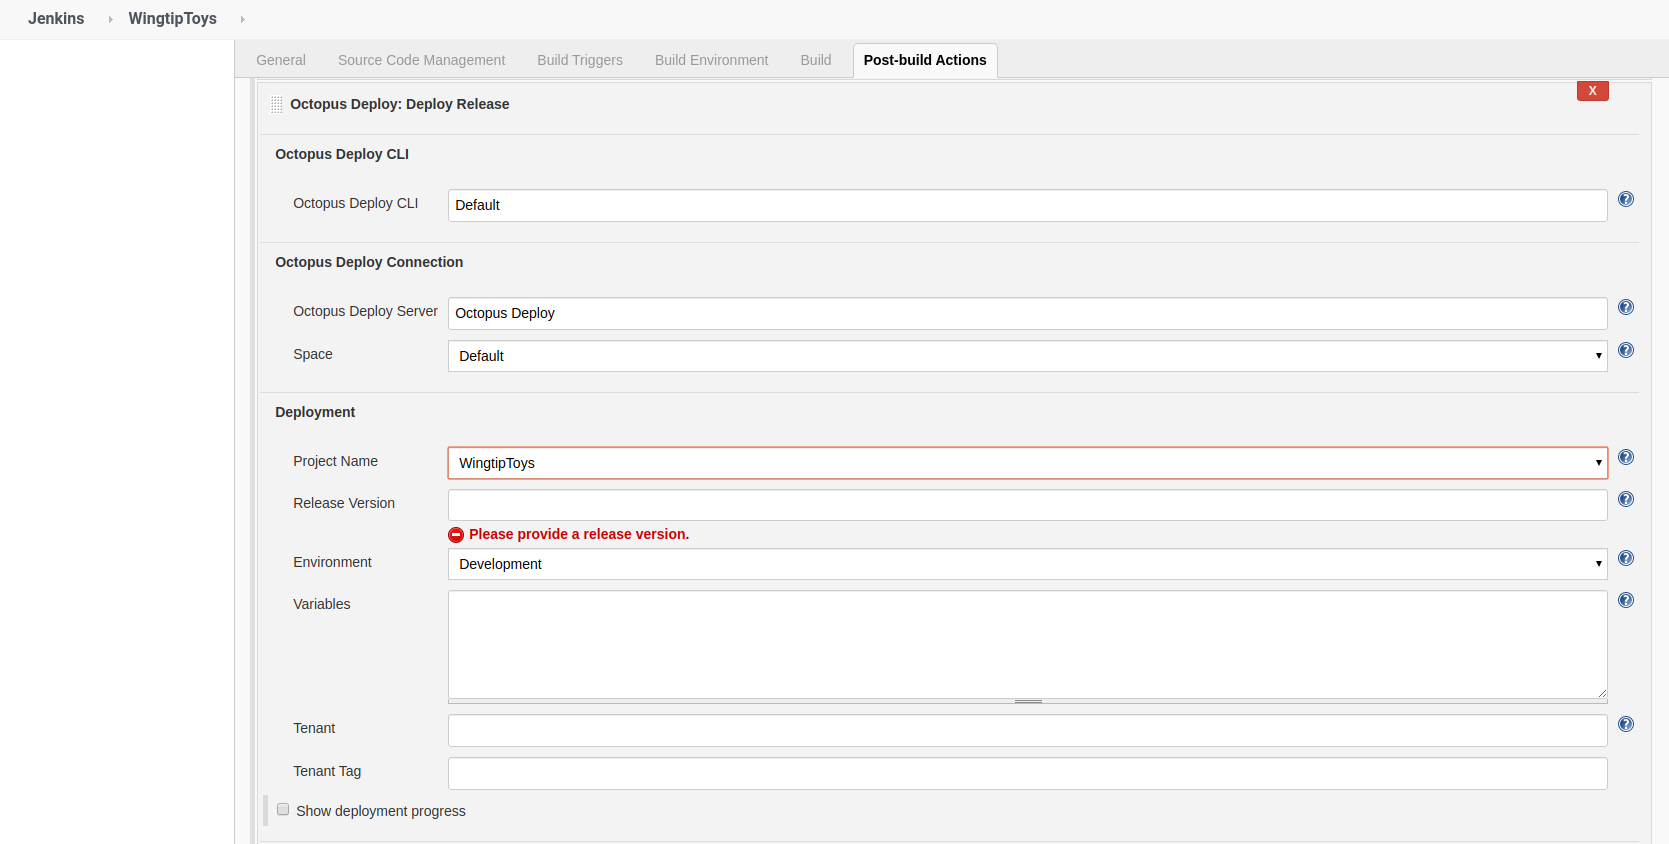 Jenkins WingtipToys
General Source Code Management Build Triggers Build Environment Build Post-build Actions
X
Octopus Deploy: Deploy Release
Octopus Deploy CLI
Octopus Deploy CLI Default
Octopus Deploy Connection
Octopus Deploy Server Octopus Deploy
Space Default
Deployment
Project Name WingtipToys
Release Version
Please provide a release version.
Environment Development
Variables
Tenant
Tenant Tag
Show deployment progress